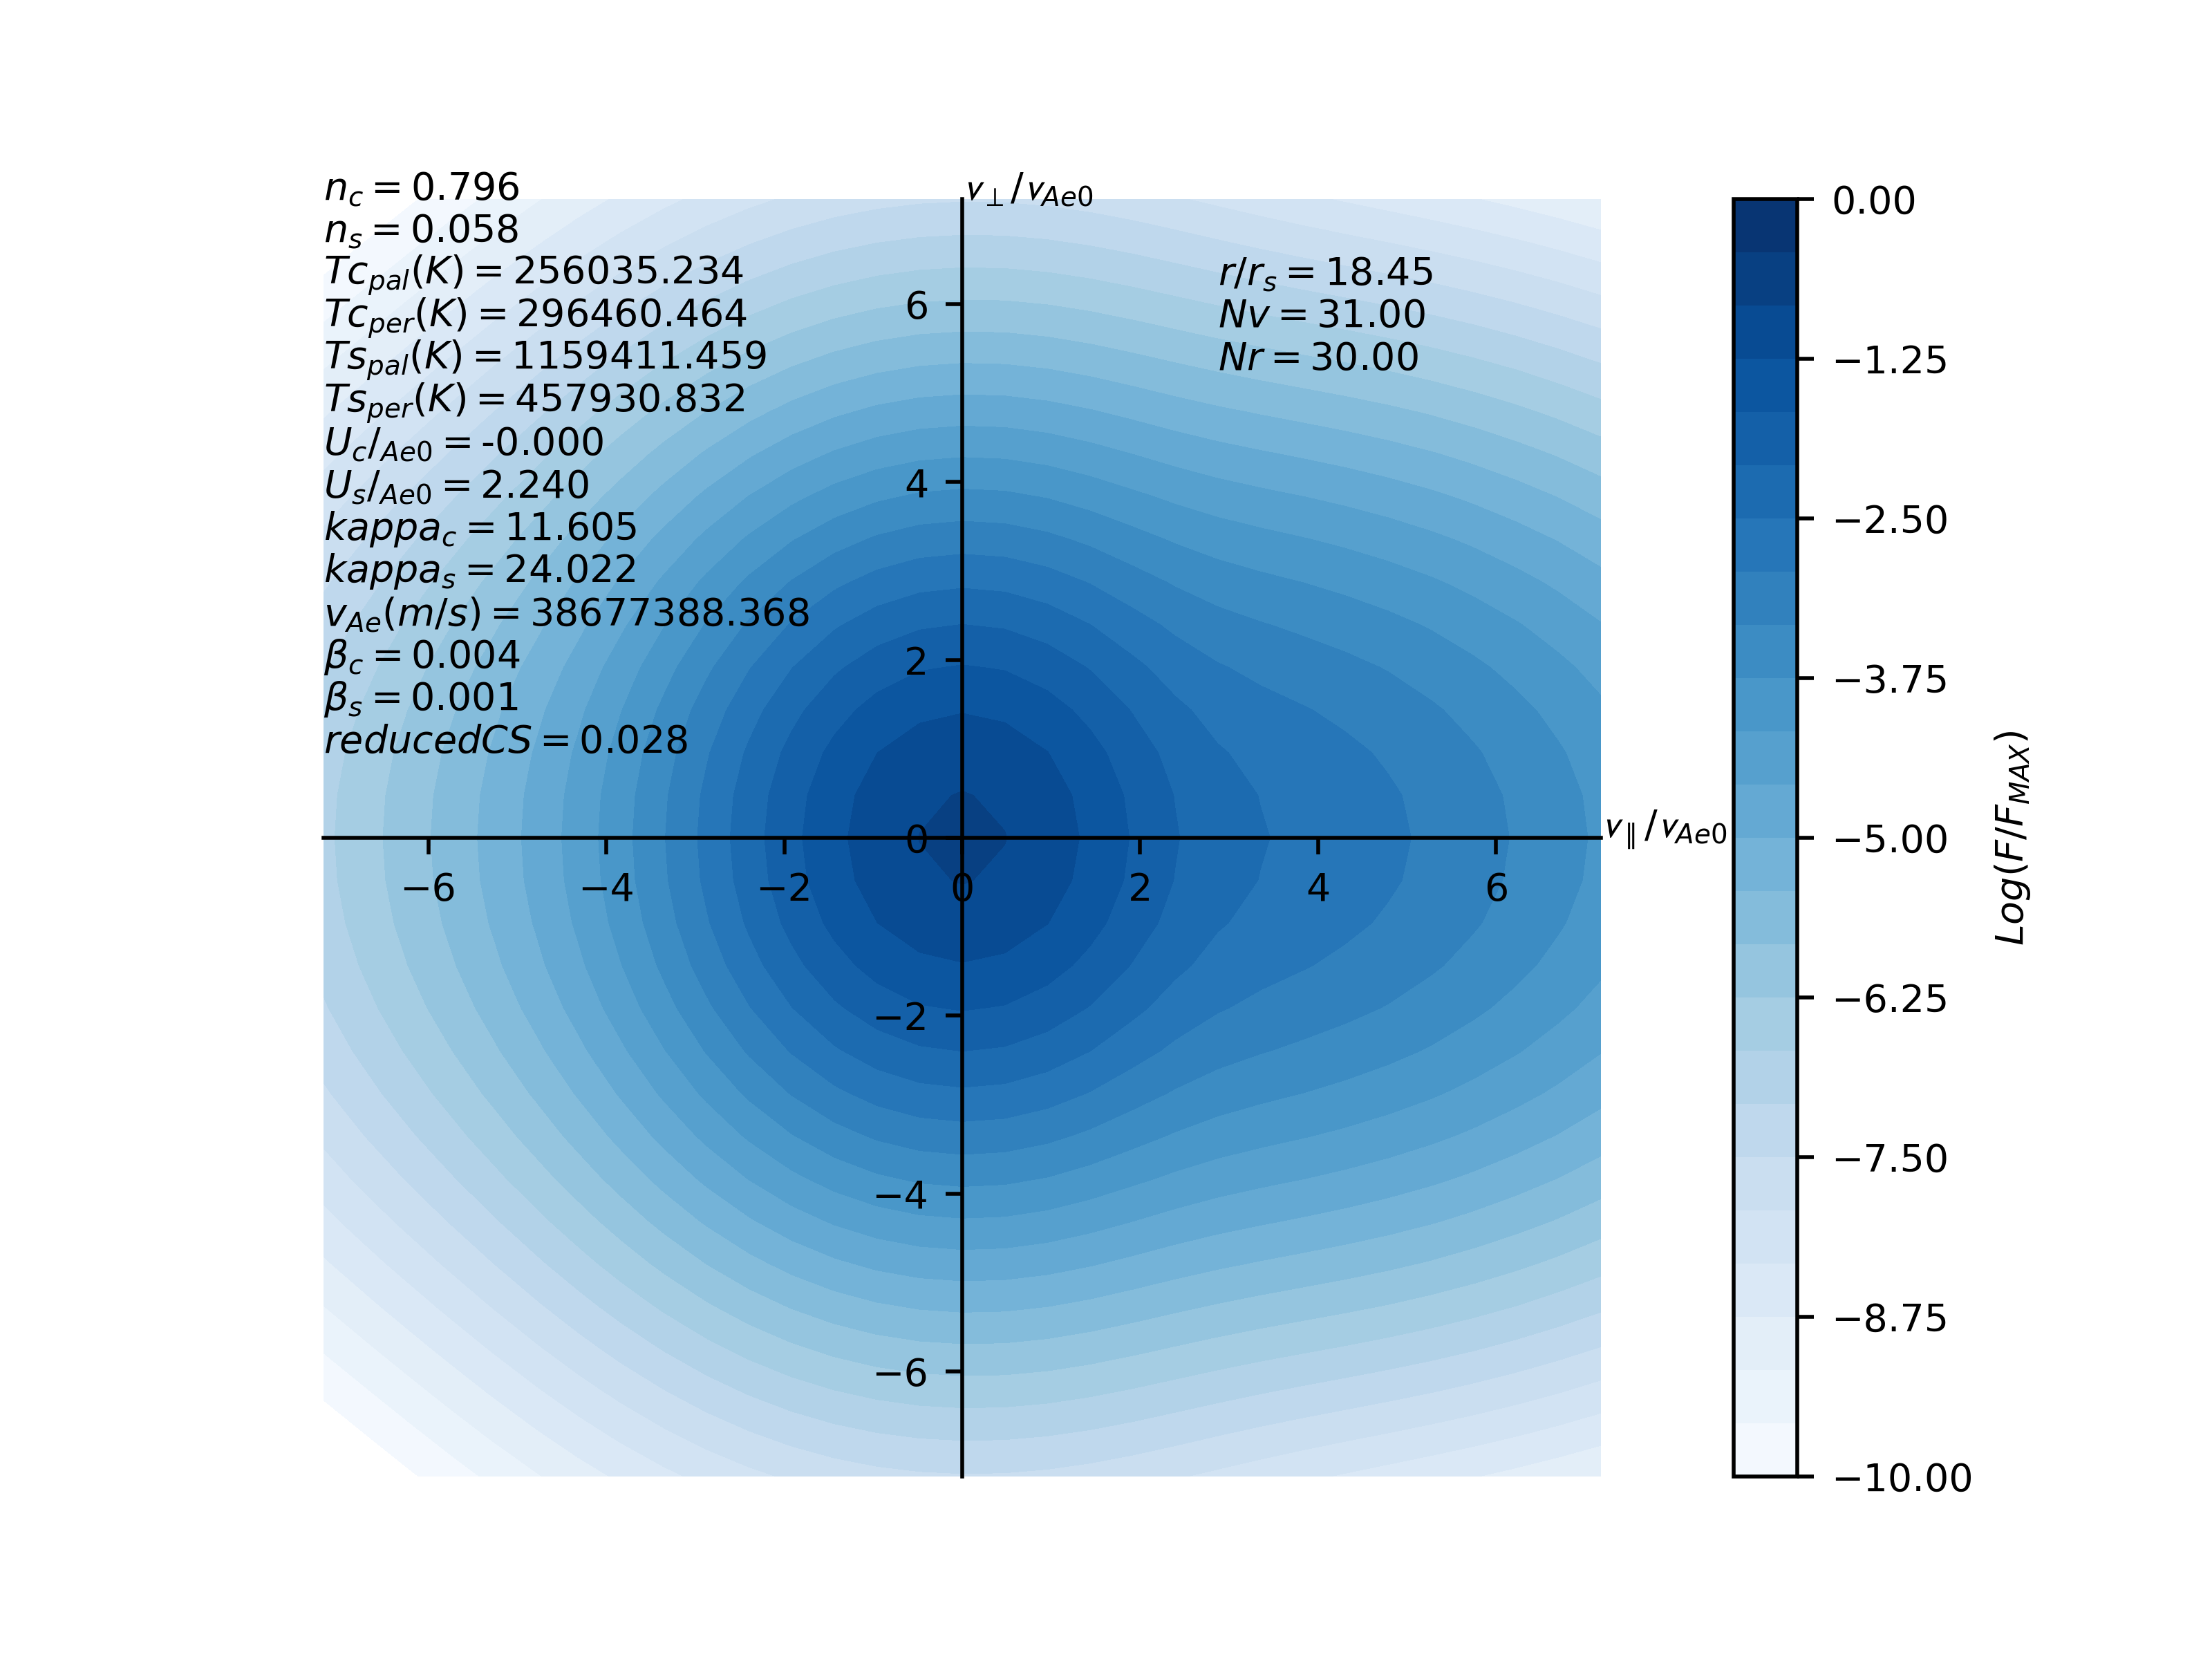 n_c = 0.796
n_s = 0.058
Tc_pal(K) = 256035.234
Tc_per(K) = 296460.464
Ts_pal(K) = 1159411.459
Ts_per(K) = 457930.832
U_c/_Ae0 = -0.000
U_s/_Ae0 = 2.240
kappa_c = 11.605
kappa_s = 24.022
v_Ae(m/s) = 38677388.368
β_c = 0.004
β_s = 0.001
reducedCS = 0.028
v_⊥/v_Ae0
r/r_s = 18.45
Nv = 31.00
Nr = 30.00
6
4
2
0
−2
−4
−6
−6
−4
−2
0
2
4
6
v_∥/v_Ae0
0.00
−1.25
−2.50
−3.75
−5.00
−6.25
−7.50
−8.75
−10.00
Log(F/F_MAX)